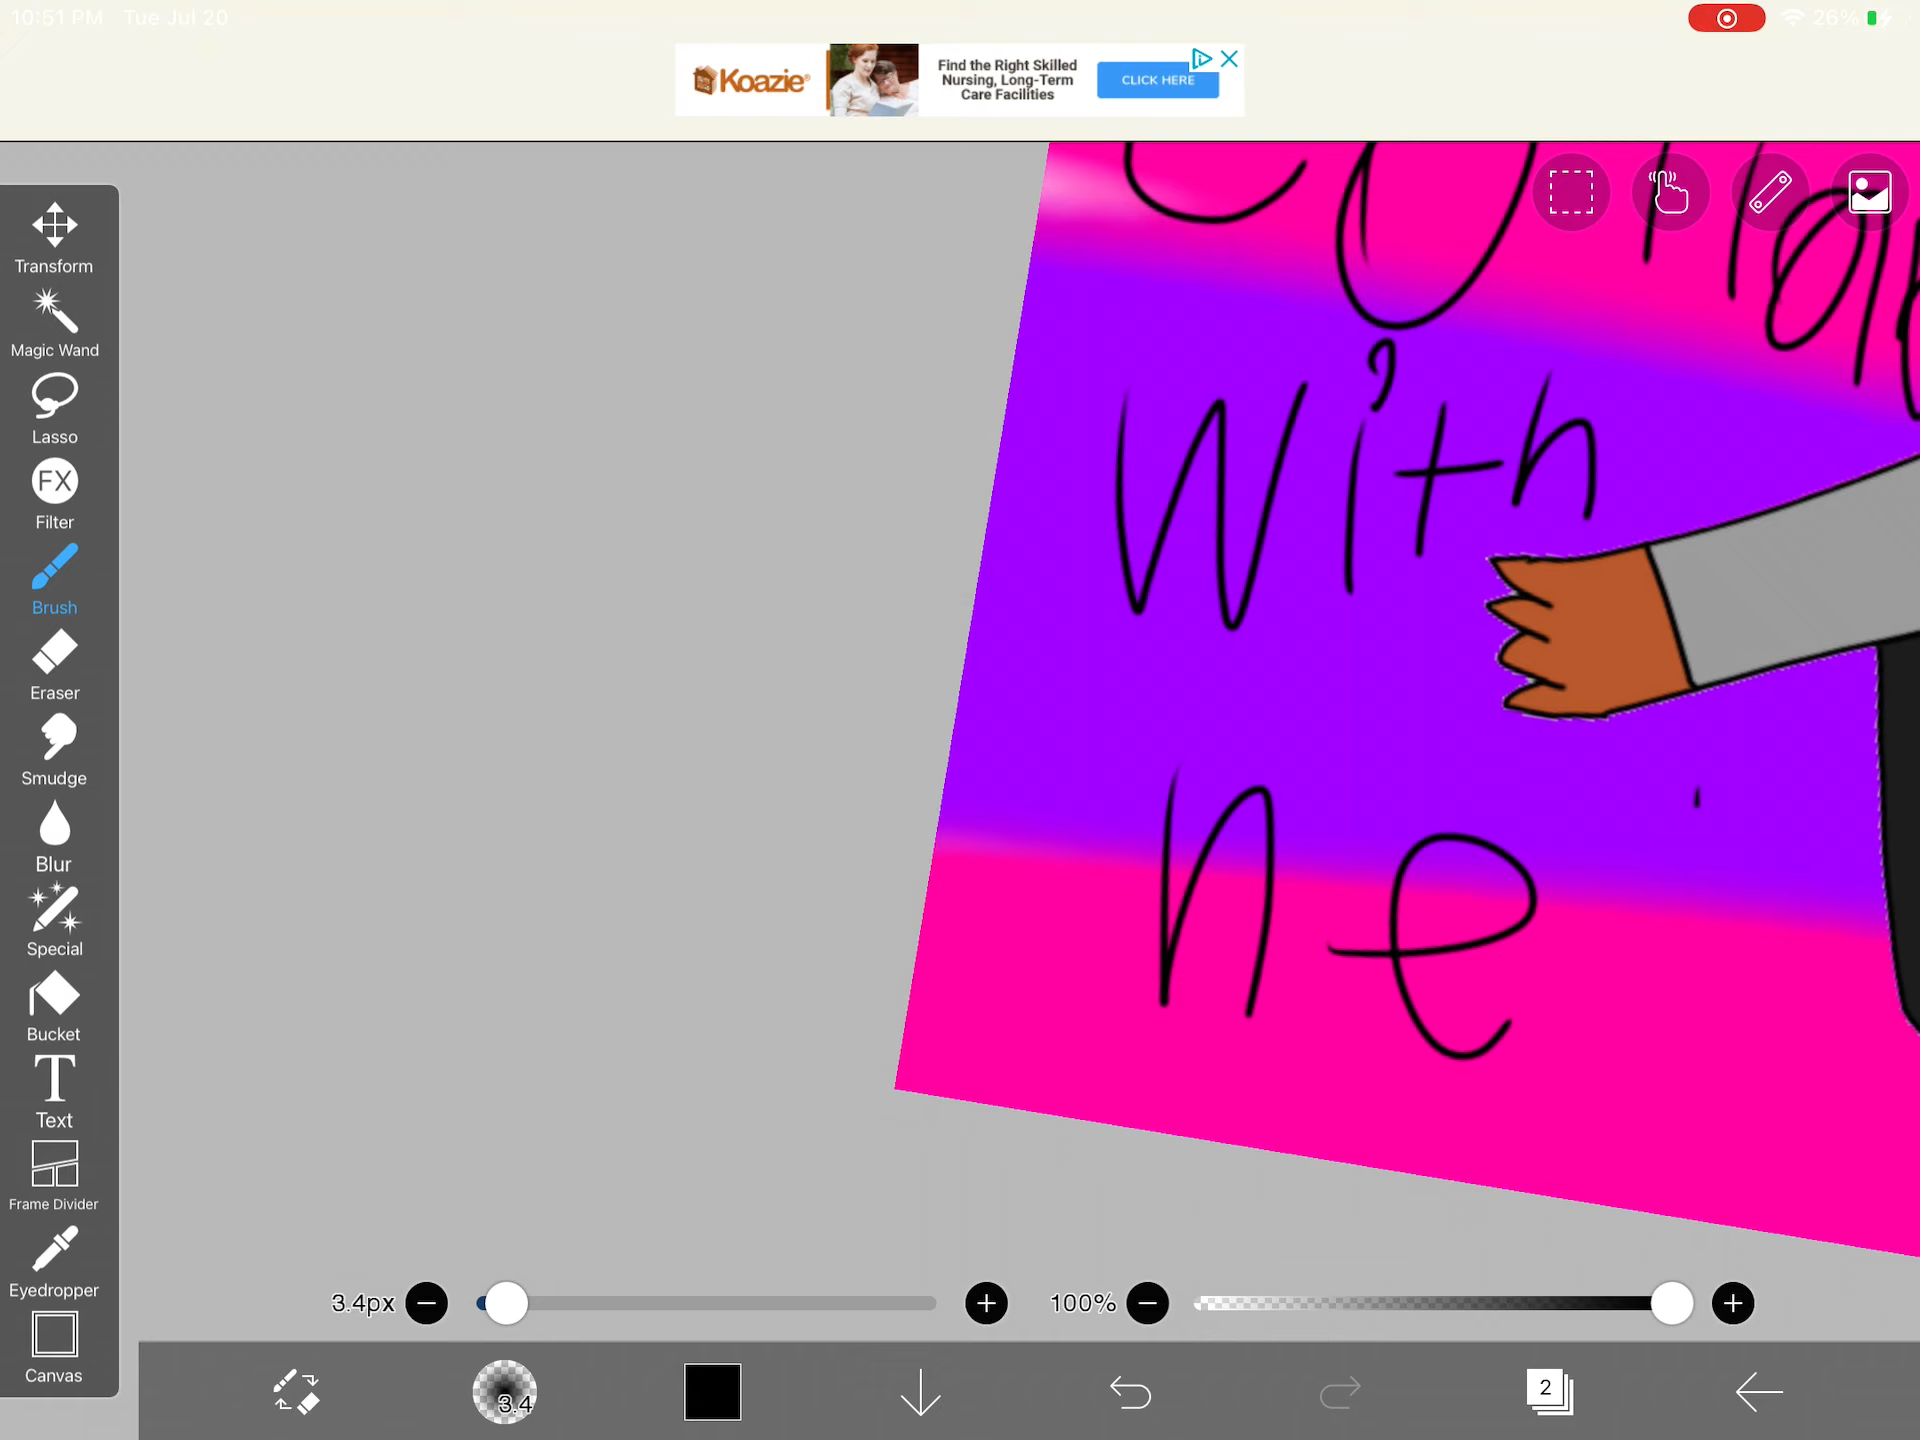 10:51 PM Tue Jul 20
26%
Koazie®
Find the Right Skilled
Nursing, Long-Term
Care Facilities
CLICK HERE
Transform
Magic Wand
Lasso
FX
Filter
Brush
Eraser
Smudge
Blur
Special
Bucket
T
Text
Frame Divider
Eyedropper
Canvas
with
he
3.4px
100%
3.4
2